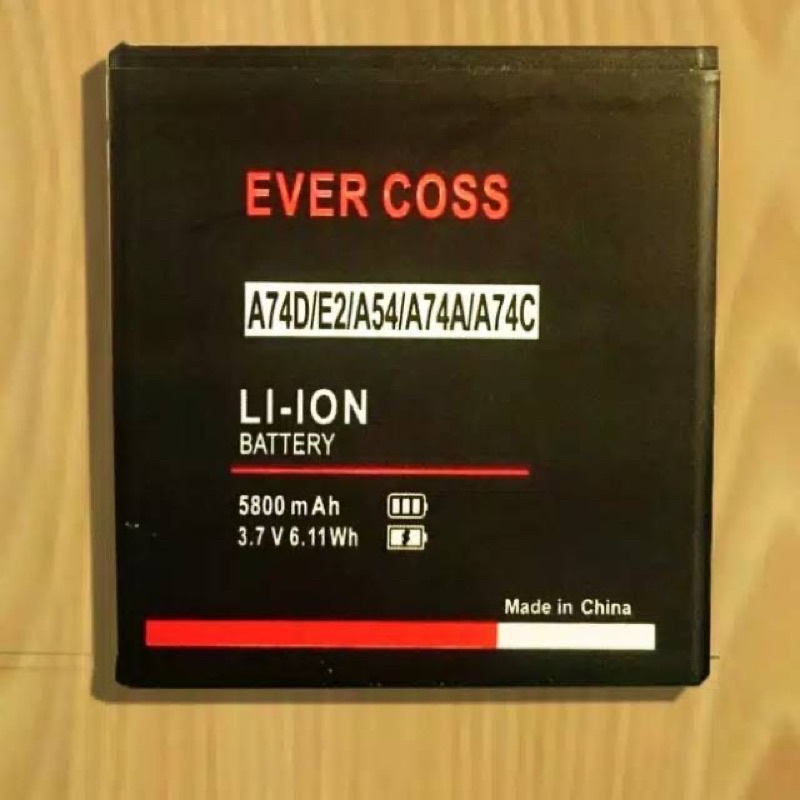 EVER COSS
A74D/E2/A54/A74A/A74C
LI-ION
BATTERY
5800 mAh
3.7 V 6.11Wh
Made in China